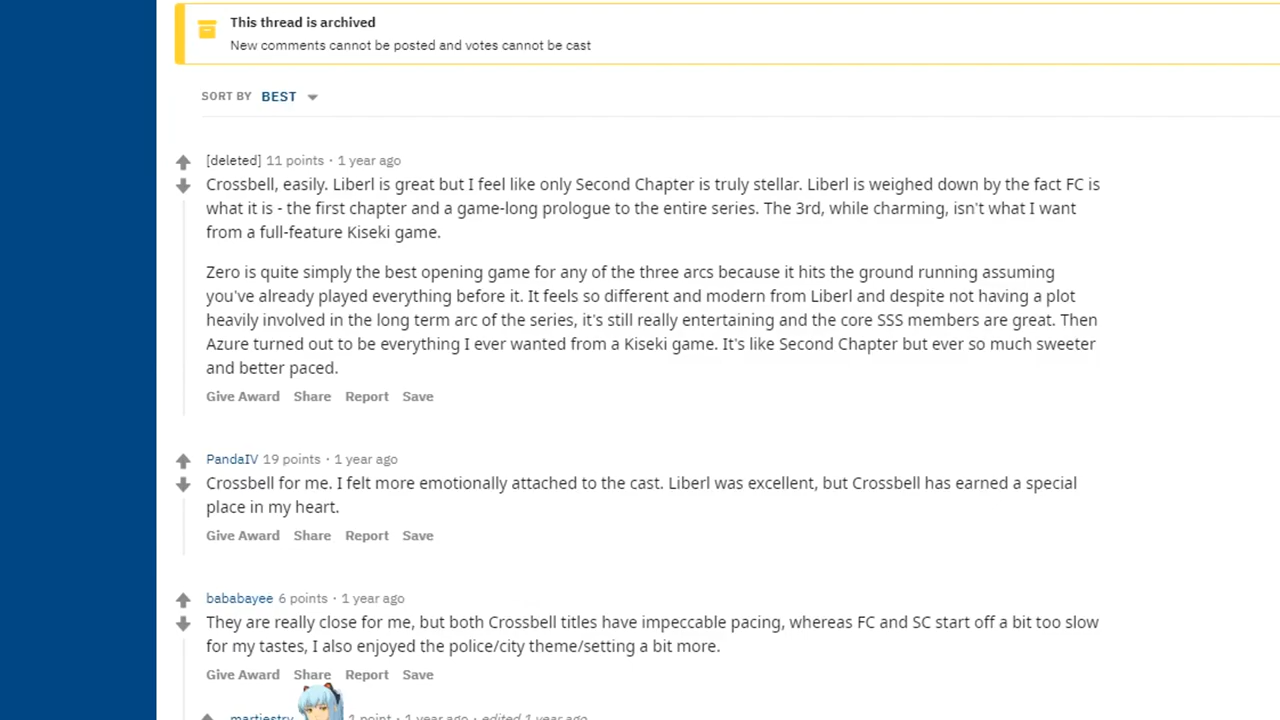 This thread is archived
New comments cannot be posted and votes cannot be cast
SORT BY BEST
[deleted] 11 points · 1 year ago
Crossbell, easily. Liberl is great but I feel like only Second Chapter is truly stellar. Liberl is weighed down by the fact FC is
what it is - the first chapter and a game-long prologue to the entire series. The 3rd, while charming, isn't what I want
from a full-feature Kiseki game.
Zero is quite simply the best opening game for any of the three arcs because it hits the ground running assuming
you've already played everything before it. It feels so different and modern from Liberl and despite not having a plot
heavily involved in the long term arc of the series, it's still really entertaining and the core SSS members are great. Then
Azure turned out to be everything I ever wanted from a Kiseki game. It's like Second Chapter but ever so much sweeter
and better paced.
Give Award Share Report Save
PandaIV 19 points · 1 year ago
Crossbell for me. I felt more emotionally attached to the cast. Liberl was excellent, but Crossbell has earned a special
place in my heart.
Give Award Share Report Save
bababayee 6 points · 1 year ago
They are really close for me, but both Crossbell titles have impeccable pacing, whereas FC and SC start off a bit too slow
for my tastes, I also enjoyed the police/city theme/setting a bit more.
Give Award Share Report Save
1 point · 1 year ago · edited 1 year ago